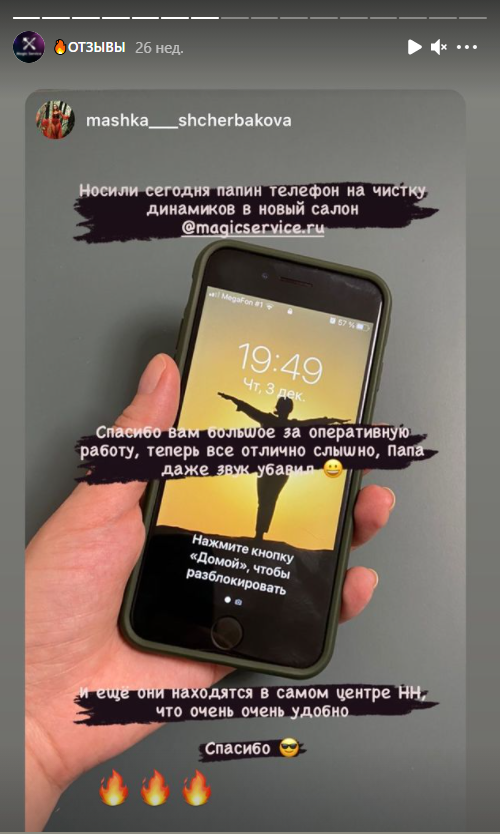 🔥ОТЗЫВЫ 26 нед.
mashka___shcherbakova
Носили сегодня папин телефон на чистку
динамиков в новый салон
@magicservice.ru
MegaFon #1 57 %
19:49
Чт, 3 дек.
Спасибо вам большое за оперативную
работу, теперь все отлично слышно, Папа
даже звук убавил 😀
Нажмите кнопку
«Домой», чтобы
разблокировать
и еще они находятся в самом центре НН,
что очень очень удобно
Спасибо 😎
🔥🔥🔥